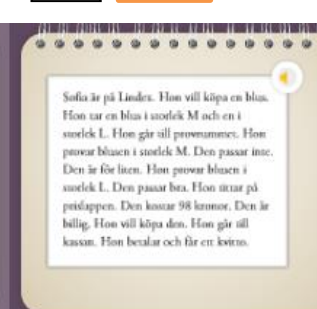 Sofia är på Lindex. Hon vill köpa en blus.
Hon tar en blus i storlek M och en i
storlek L. Hon går till provrummet. Hon
provar blusen i storlek M. Den passar inte.
Den är för liten. Hon provar blusen i
storlek L. Den passar bra. Hon tittar på
prislappen. Den kostar 98 kronor. Den är
billig. Hon vill köpa den. Hon går till
kassan. Hon betalar och får ett kvitto.